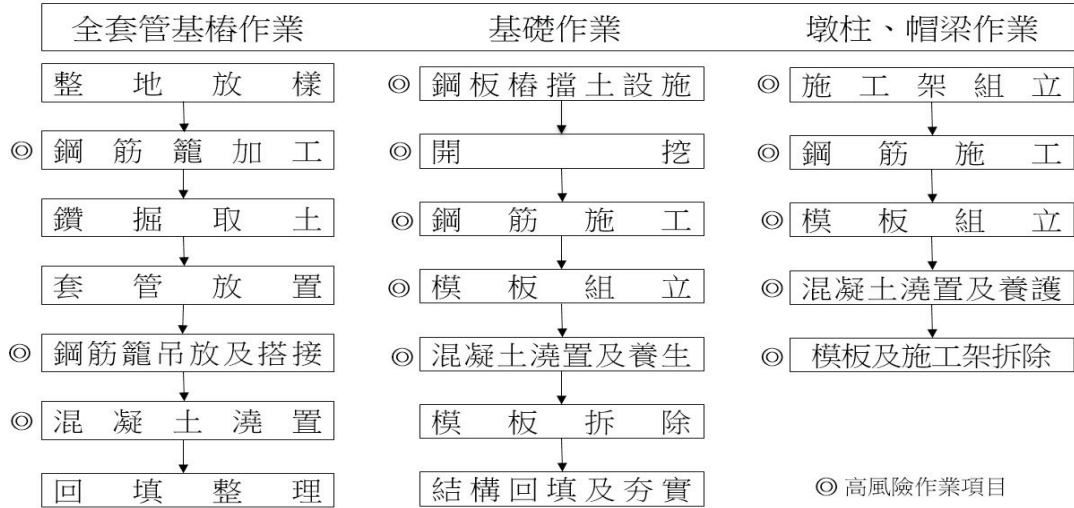 全套管基樁作業
整地放樣
◎鋼筋籠加工
鑽掘取土
套管放置
◎鋼筋籠吊放及搭接
◎混凝土澆置
回填整理
基礎作業
◎鋼板樁擋土設施
◎開挖
◎鋼筋施工
◎模板組立
◎混凝土澆置及養生
模板拆除
結構回填及夯實
墩柱、帽梁作業
◎施工架組立
◎鋼筋施工
◎模板組立
◎混凝土澆置及養護
◎模板及施工架拆除
◎高風險作業項目